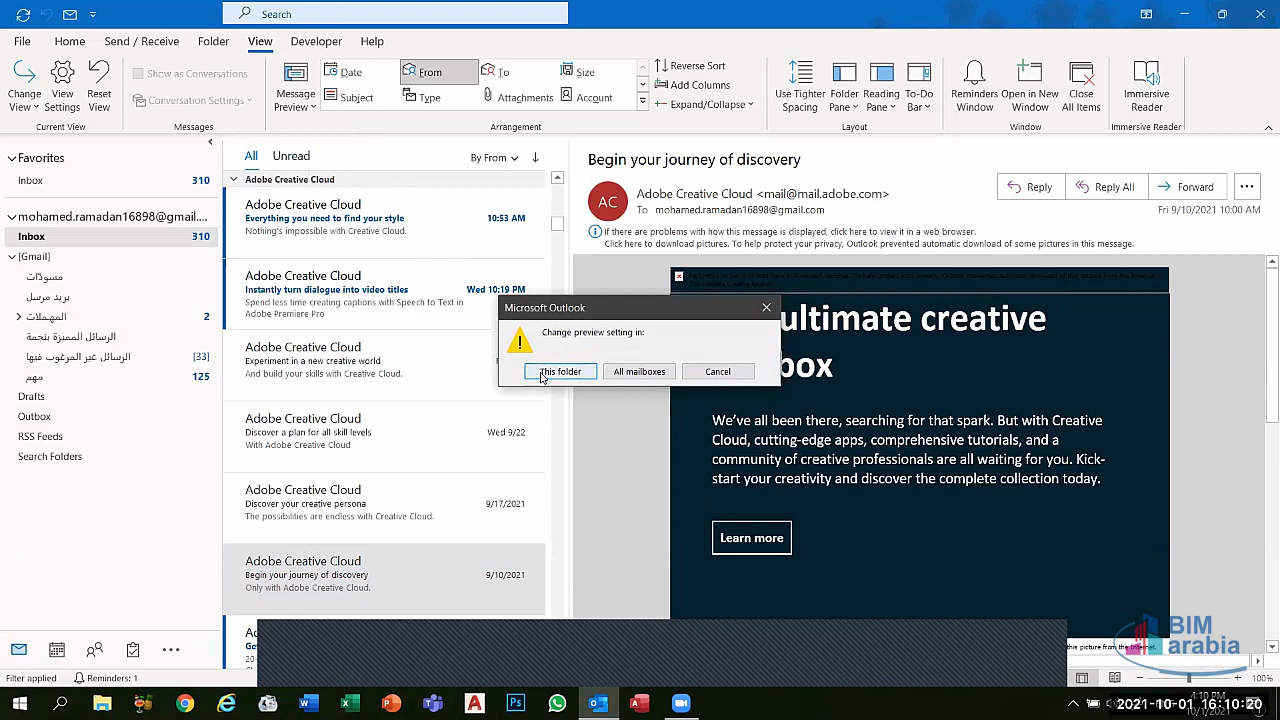 Search
File Home Send / Receive Folder View Developer Help
Change View
View Settings
Reset View
Current View
Show as Conversations
Conversation Settings
Messages
Message Preview
Date
From
To
Size
Subject
Type
Attachments
Account
Reverse Sort
Add Columns
Expand/Collapse
Arrangement
Use Tighter Spacing
Folder Pane
Reading Pane
To-Do Bar
Layout
Reminders Window
Open in New Window
Close All Items
Window
Immersive Reader
Immersive Reader
Favorites
Inbox 310
mohamed.ramadan16898@gmail....
Inbox 310
[Gmail]
مسودّات
بريد مرسل
المهملات 2
الرسائل المميزة بنجمة
الرسائل غير المرغوب فيها [33]
مهم 125
Drafts
Outbox
RSS Feeds
Search Folders
All Unread By From
Adobe Creative Cloud
Adobe Creative Cloud
Everything you need to find your style 10:53 AM
Nothing's impossible with Creative Cloud.
Adobe Creative Cloud
Instantly turn dialogue into video titles Wed 10:19 PM
Spend less time creating captions with Speech to Text in
Adobe Premiere Pro
Adobe Creative Cloud
Experiment in a new creative world
And build your skills with Creative Cloud.
Adobe Creative Cloud
Discover a plan for all skill levels Wed 9/22
With Adobe Creative Cloud
Adobe Creative Cloud
Discover your creative persona 9/17/2021
The possibilities are endless with Creative Cloud.
Adobe Creative Cloud
Begin your journey of discovery 9/10/2021
Only with Adobe Creative Cloud.
Begin your journey of discovery
AC
Adobe Creative Cloud <mail@mail.adobe.com>
To mohamed.ramadan16898@gmail.com
Reply Reply All Forward
Fri 9/10/2021 10:00 AM
If there are problems with how this message is displayed, click here to view it in a web browser.
Click here to download pictures. To help protect your privacy, Outlook prevented automatic download of some pictures in this message.
Microsoft Outlook
Change preview setting in:
This folder All mailboxes Cancel
ultimate creative
box
We've all been there, searching for that spark. But with Creative
Cloud, cutting-edge apps, comprehensive tutorials, and a
community of creative professionals are all waiting for you. Kick-
start your creativity and discover the complete collection today.
Learn more
BIM
arabia
this picture from the Internet.
Filter applied Reminders: 1
100%
4:10 PM
2021-10-01 16:10:20
10/1/2021